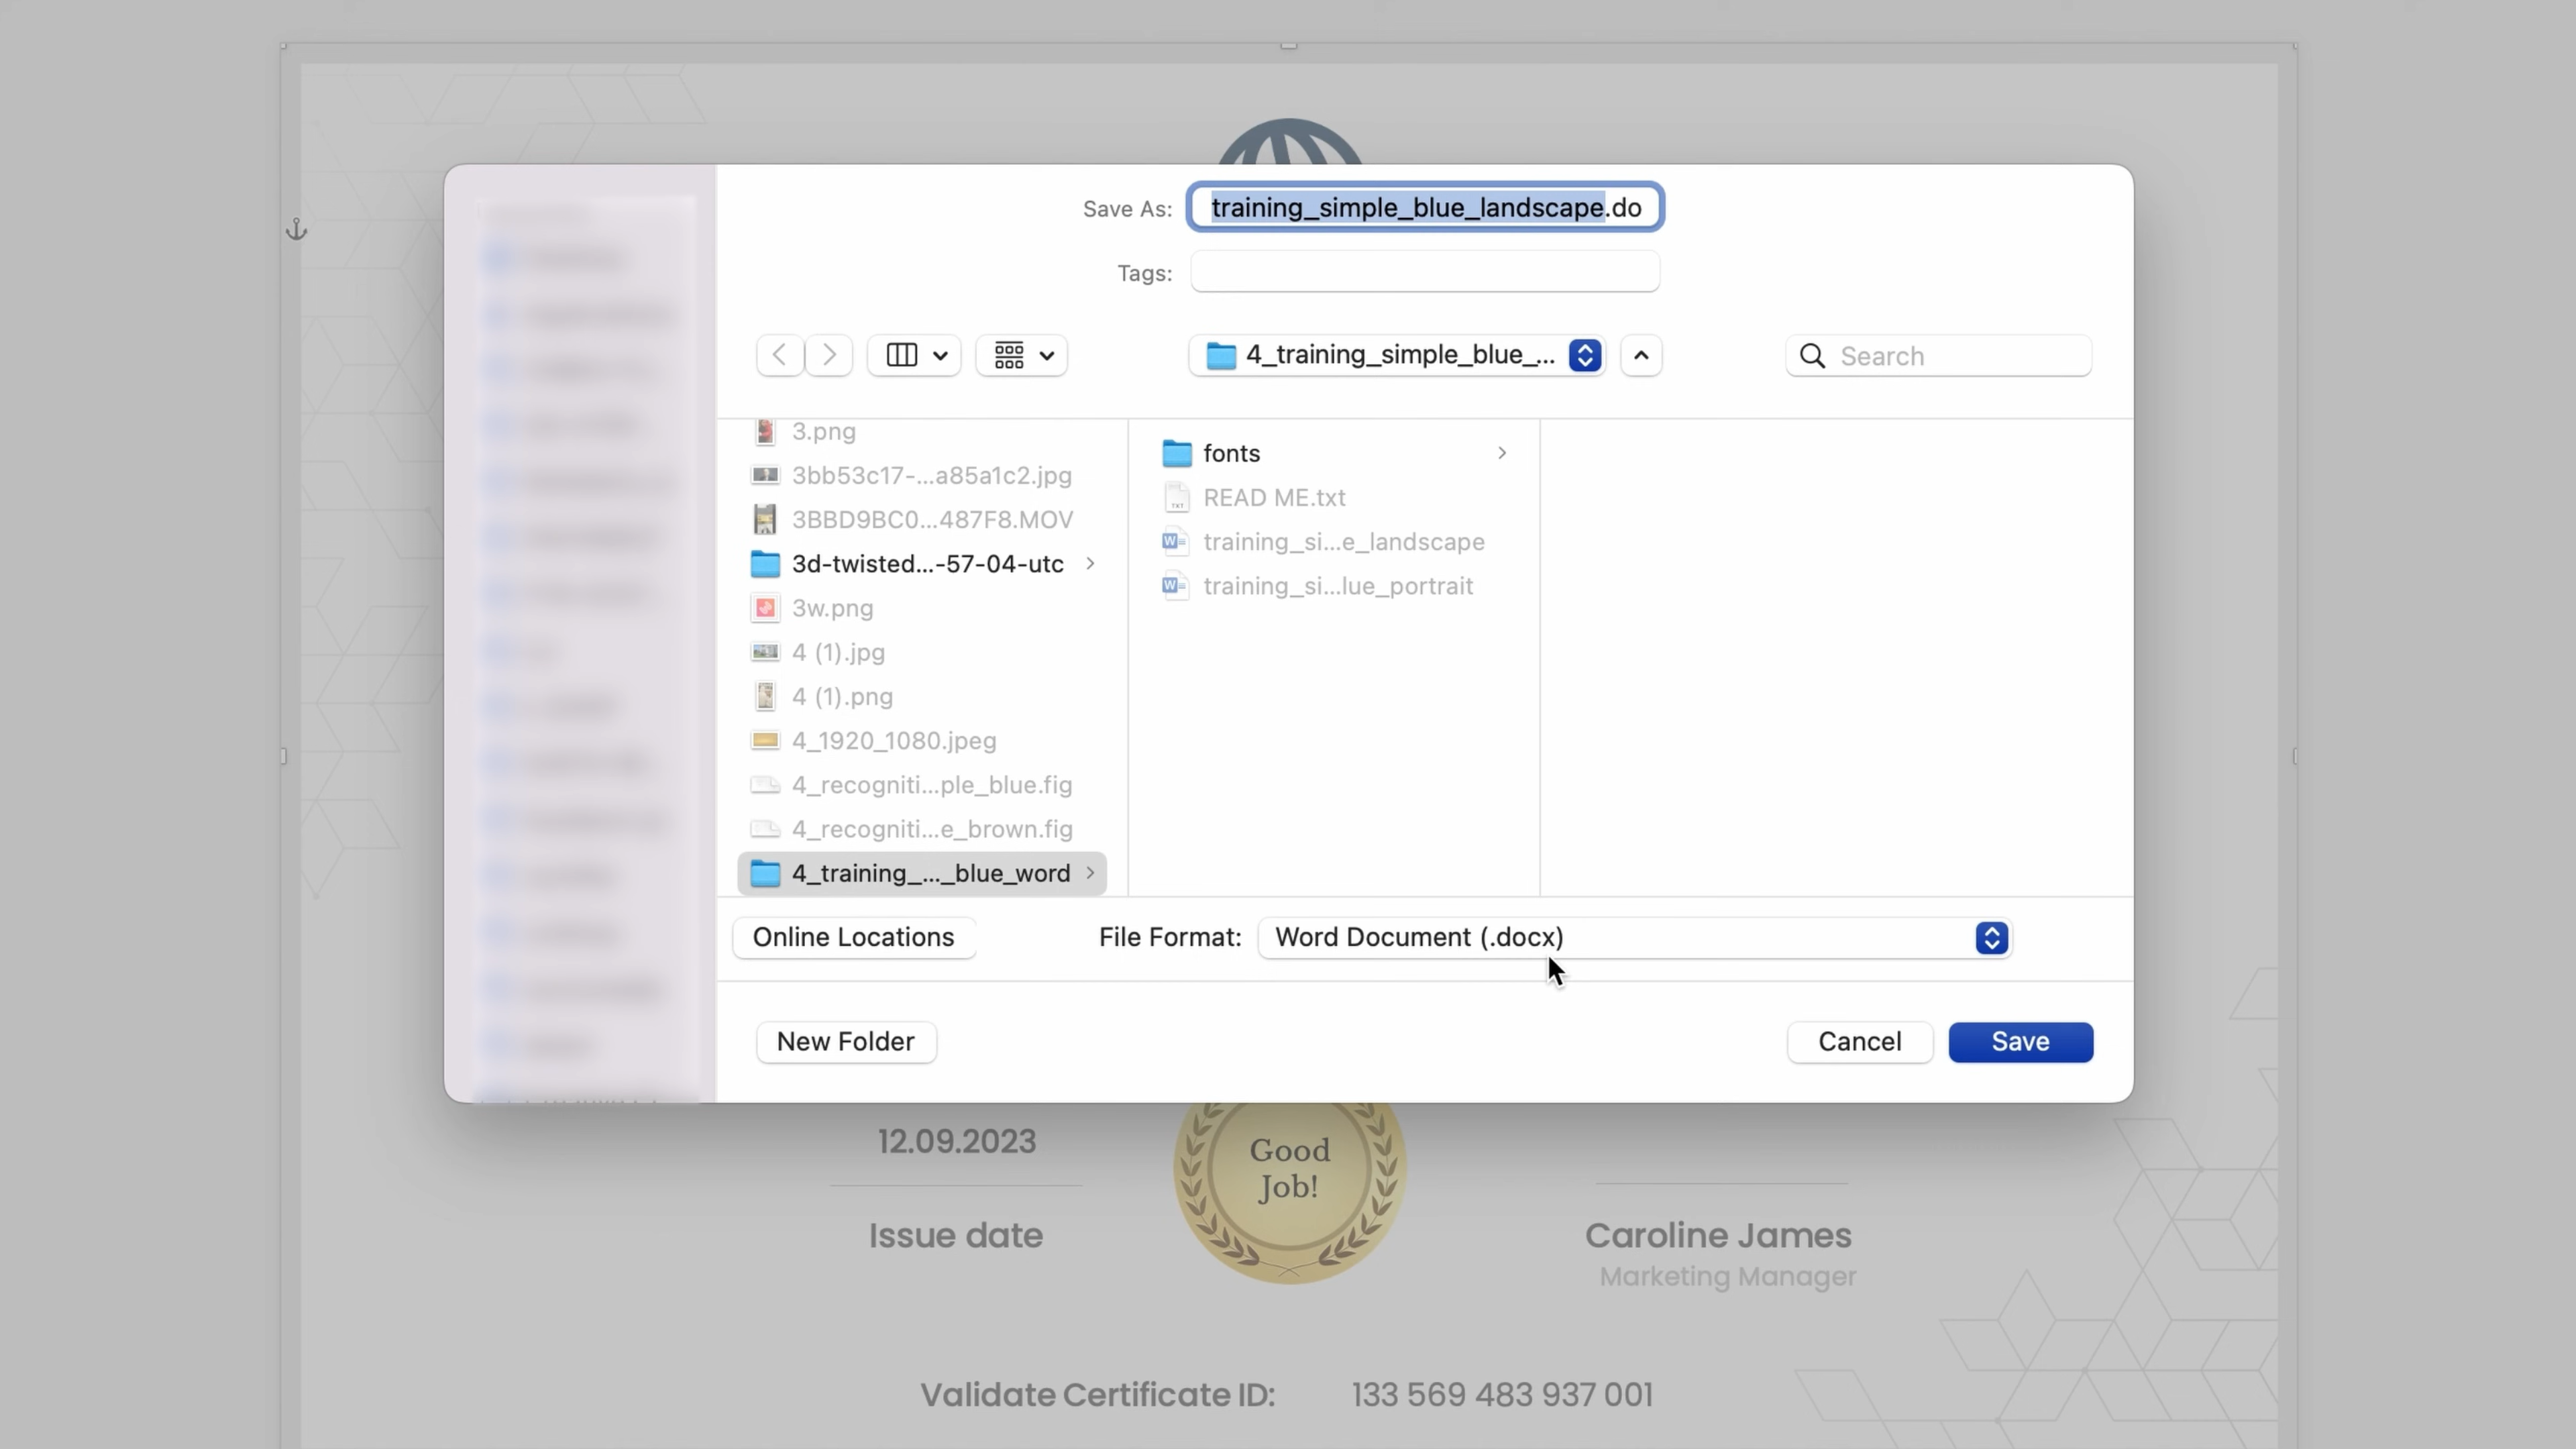 Save As: training_simple_blue_landscape.do
Tags:
4_training_simple_blue_...
Search
3.png
3bb53c17-...a85a1c2.jpg
3BBD9BC0...487F8.MOV
3d-twisted...-57-04-utc
3w.png
4 (1).jpg
4 (1).png
4_1920_1080.jpeg
4_recogniti...ple_blue.fig
4_recogniti...e_brown.fig
4_training_..._blue_word
fonts
READ ME.txt
training_si...e_landscape
training_si...lue_portrait
Online Locations
File Format: Word Document (.docx)
New Folder
Cancel
Save
12.09.2023
Issue date
Good
Job!
Caroline James
Marketing Manager
Validate Certificate ID: 133 569 483 937 001